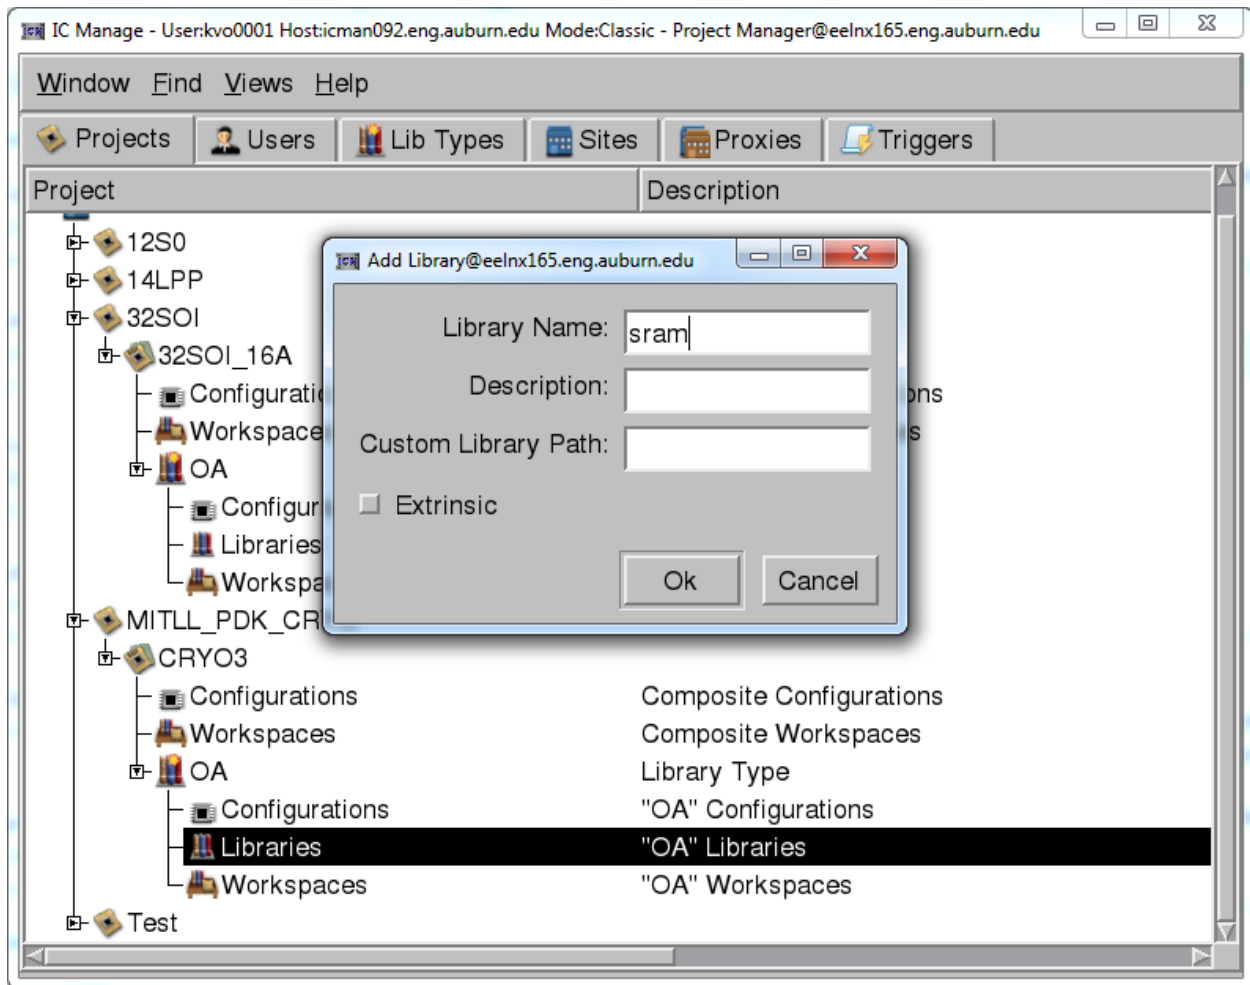 IC Manage - User:kvo0001 Host:icman092.eng.auburn.edu Mode:Classic - Project Manager@eelnx165.eng.auburn.edu
Window Find Views Help
Projects Users Lib Types Sites Proxies Triggers
Project Description
12S0
14LPP
32SOI
32SOI_16A
Configurations
Workspace
OA
Configur
Libraries
Workspa
MITLL_PDK_CR
CRYO3
Configurations Composite Configurations
Workspaces Composite Workspaces
OA Library Type
Configurations "OA" Configurations
Libraries "OA" Libraries
Workspaces "OA" Workspaces
Test
Add Library@eelnx165.eng.auburn.edu
Library Name: sram
Description:
Custom Library Path:
Extrinsic
Ok Cancel